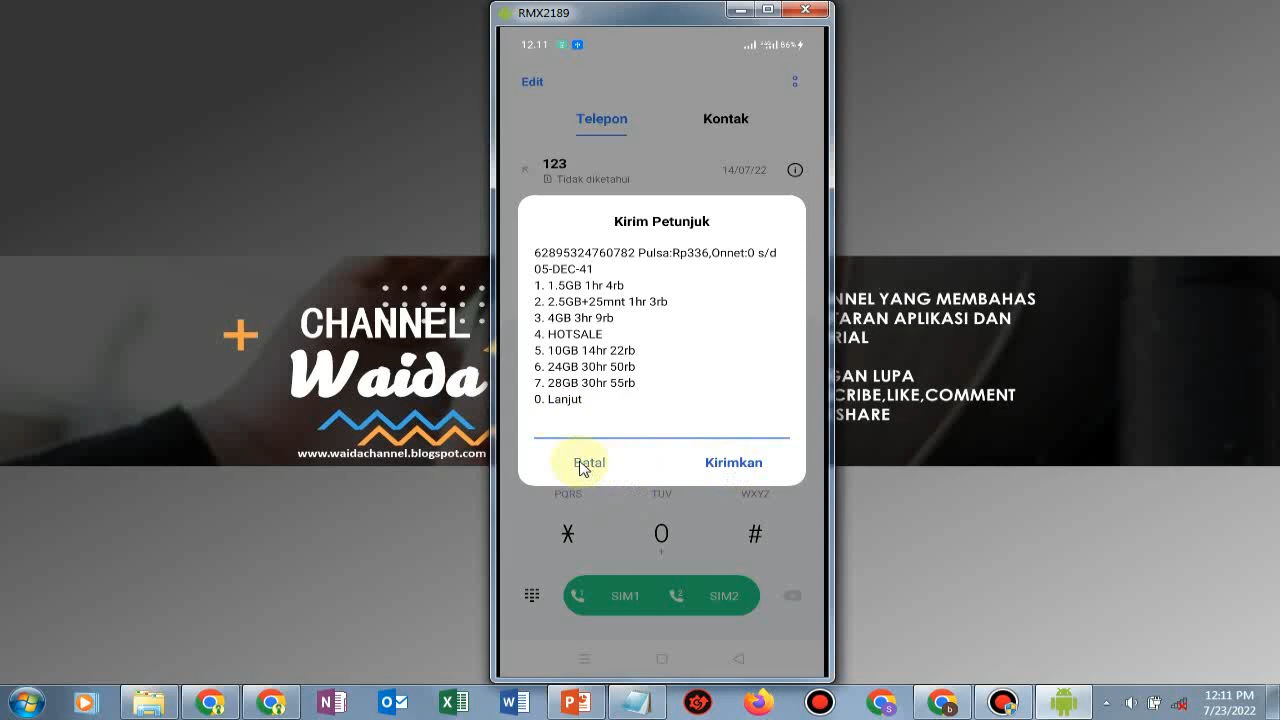 RMX2189
12.11
86%
Edit
Telepon
Kontak
123
Tidak diketahui
14/07/22
Kirim Petunjuk
62895324760782 Pulsa:Rp336,Onnet:0 s/d
05-DEC-41
1. 1.5GB 1hr 4rb
2. 2.5GB+25mnt 1hr 3rb
3. 4GB 3hr 9rb
4. HOTSALE
5. 10GB 14hr 22rb
6. 24GB 30hr 50rb
7. 28GB 30hr 55rb
0. Lanjut
Batal
Kirimkan
PQRS
TUV
WXYZ
* 0 #
+
1 SIM1
2 SIM2
+ CHANNEL
Waida
www.waidachannel.blogspot.com
NNEL YANG MEMBAHAS
TARAN APLIKASI DAN
RIAL
GAN LUPA
CRIBE,LIKE,COMMENT
SHARE
12:11 PM
7/23/2022